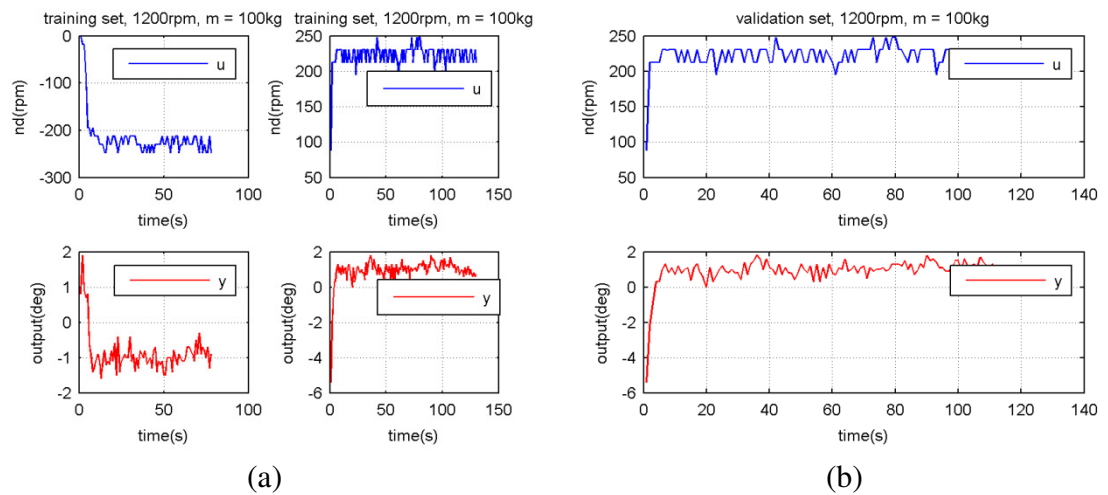 training set, 1200rpm, m = 100kg
nd(rpm)
0
-100
-200
-300
0
50
100
time(s)
u
training set, 1200rpm, m = 100kg
nd(rpm)
250
200
150
100
50
0
50
100
150
time(s)
u
validation set, 1200rpm, m = 100kg
nd(rpm)
250
200
150
100
50
0
20
40
60
80
100
120
140
time(s)
u
output(deg)
2
1
0
-1
-2
0
50
100
time(s)
y
output(deg)
2
0
-2
-4
-6
0
50
100
150
time(s)
y
output(deg)
2
0
-2
-4
-6
0
20
40
60
80
100
120
140
time(s)
y
(a)
(b)